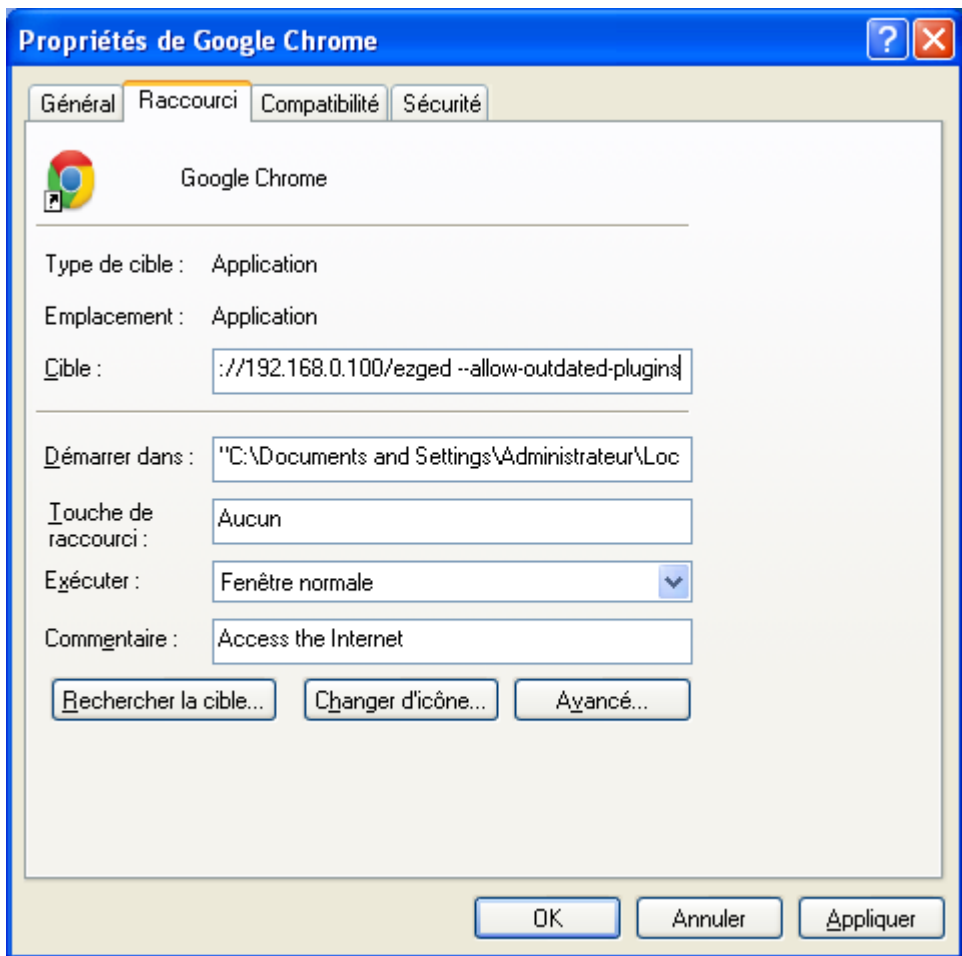 Propriétés de Google Chrome
Général Raccourci Compatibilité Sécurité
Google Chrome
Type de cible : Application
Emplacement : Application
Cible : ://192.168.0.100/ezged --allow-outdated-plugins
Démarrer dans : "C:\Documents and Settings\Administrateur\Loc
Touche de
raccourci : Aucun
Exécuter : Fenêtre normale
Commentaire : Access the Internet
Rechercher la cible... Changer d'icône... Avancé...
OK Annuler Appliquer